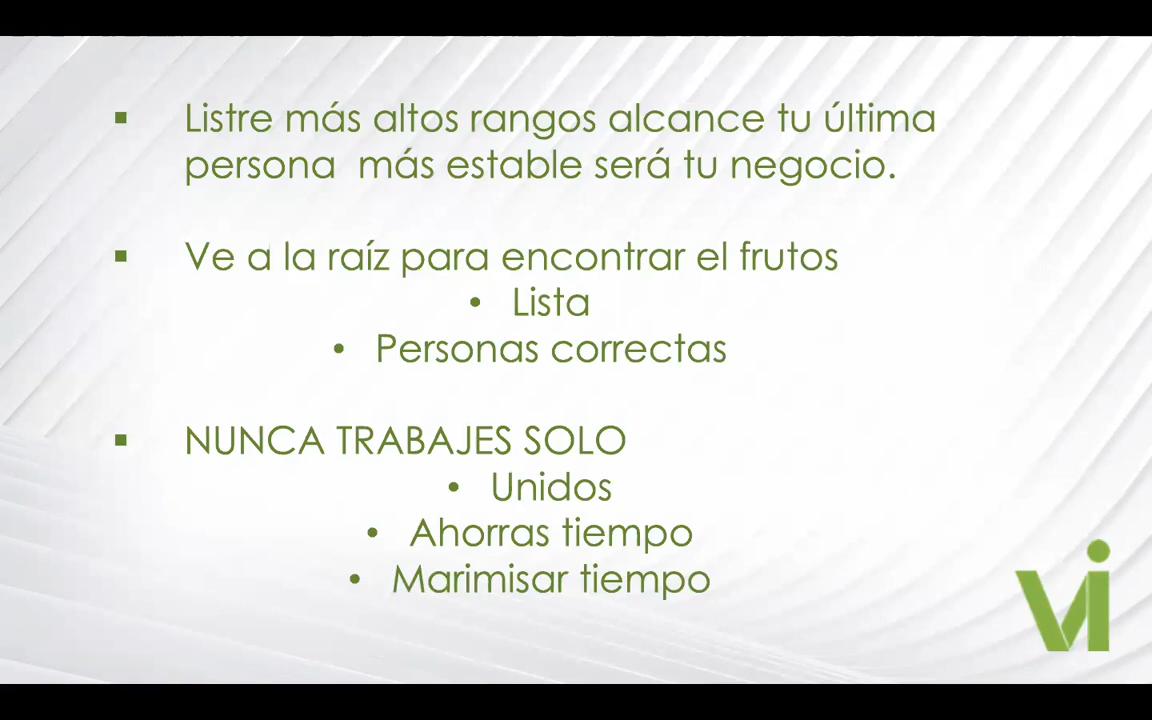 ▪ Listre más altos rangos alcance tu última
persona  más estable será tu negocio.
▪ Ve a la raíz para encontrar el frutos
• Lista
• Personas correctas
▪ NUNCA TRABAJES SOLO
• Unidos
• Ahorras tiempo
• Marimisar tiempo
vi